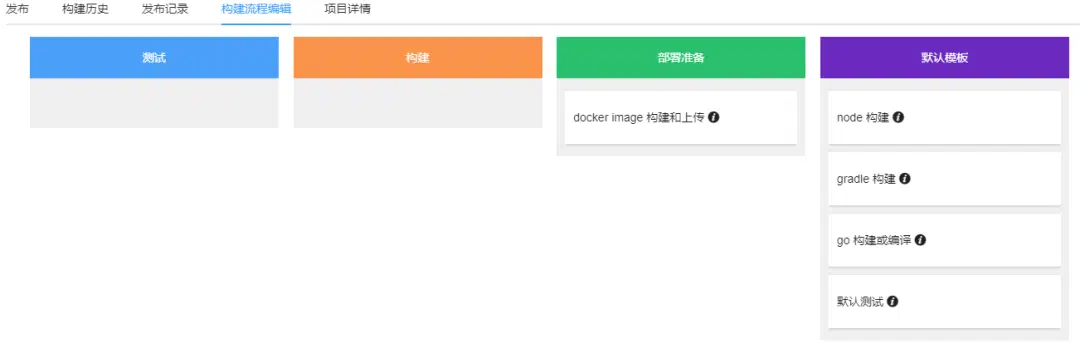 发布 构建历史 发布记录 构建流程编辑 项目详情
测试 构建 部署准备 默认模板
docker image 构建和上传 node 构建
gradle 构建
go 构建或编译
默认测试